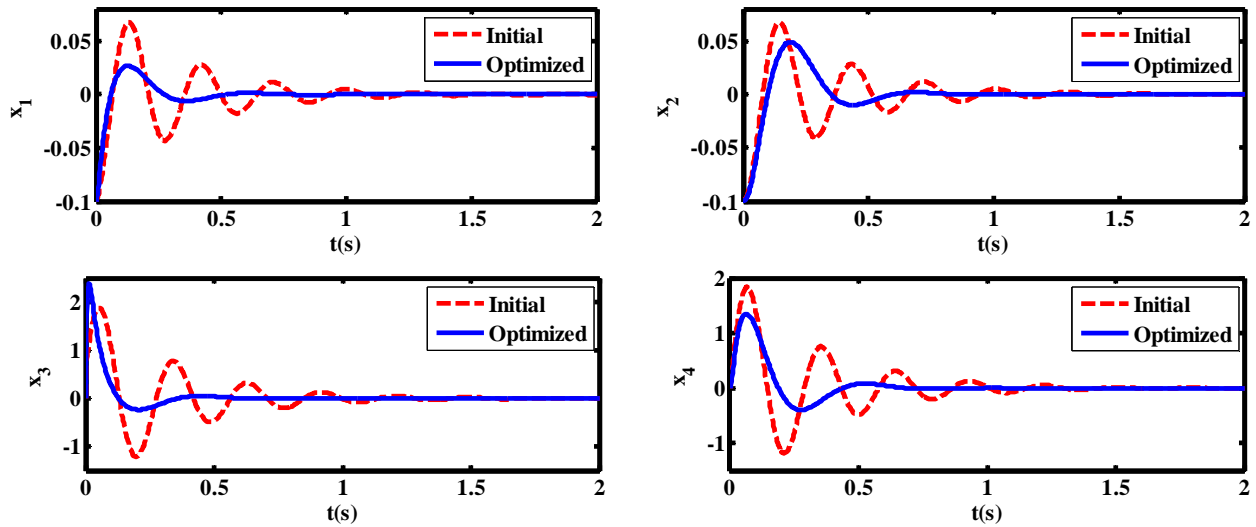 x1
0.05
0
-0.05
-0.1
Initial
Optimized
0 0.5 1 1.5 2
t(s)
x2
0.05
0
-0.05
-0.1
Initial
Optimized
0 0.5 1 1.5 2
t(s)
x3
2
1
0
-1
Initial
Optimized
0 0.5 1 1.5 2
t(s)
x4
2
1
0
-1
Initial
Optimized
0 0.5 1 1.5 2
t(s)